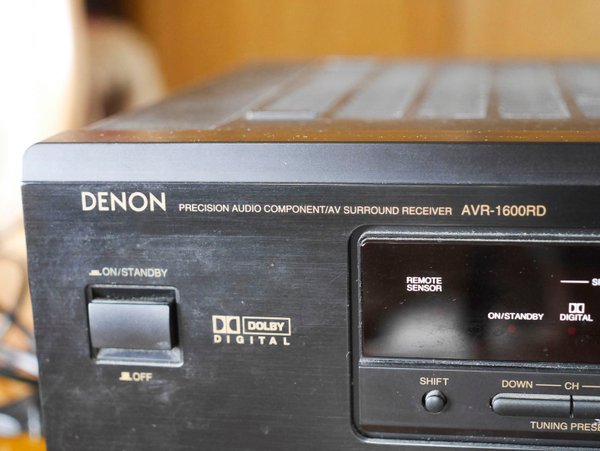 DENON PRECISION AUDIO COMPONENT/AV SURROUND RECEIVER AVR-1600RD
ON/STANDBY
OFF
DOLBY
DIGITAL
REMOTE
SENSOR
ON/STANDBY
DIGITAL
SHIFT
DOWN CH
TUNING